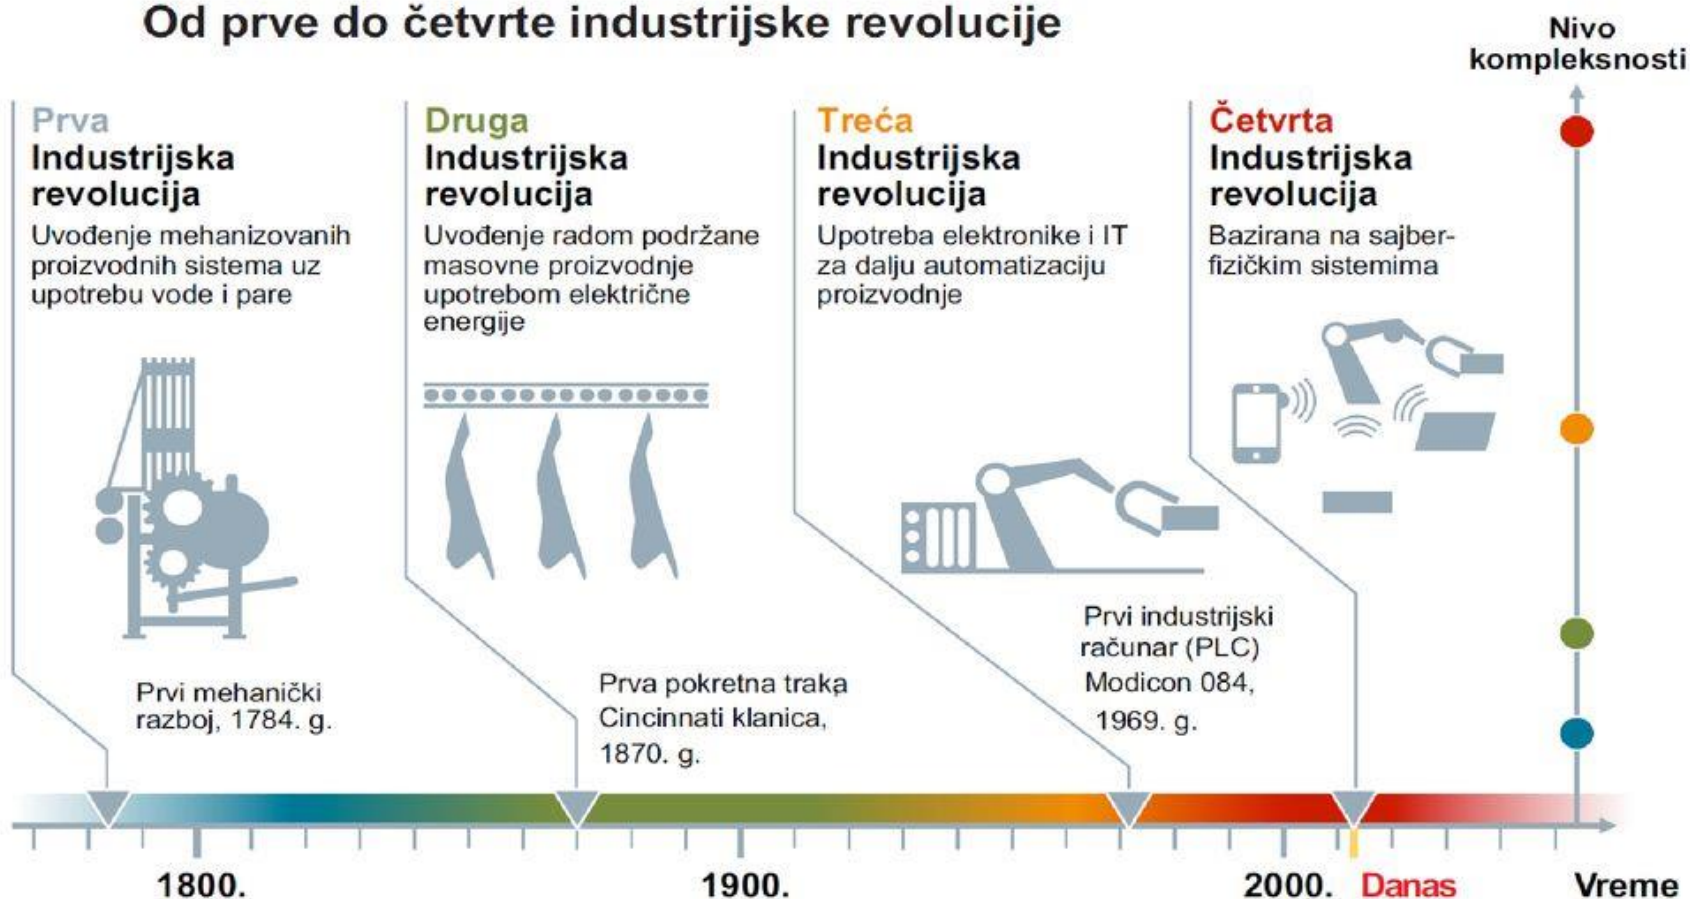 Od prve do četvrte industrijske revolucije
Nivo
kompleksnosti
Prva
Industrijska
revolucija
Uvođenje mehanizovanih
proizvodnih sistema uz
upotrebu vode i pare
Prvi mehanički
razboj, 1784. g.
Druga
Industrijska
revolucija
Uvođenje radom podržane
masovne proizvodnje
upotrebom električne
energije
Prva pokretna traka
Cincinnati klanica,
1870. g.
Treća
Industrijska
revolucija
Upotreba elektronike i IT
za dalju automatizaciju
proizvodnje
Prvi industrijski
računar (PLC)
Modicon 084,
1969. g.
Četvrta
Industrijska
revolucija
Bazirana na sajber-
fizičkim sistemima
1800.
1900.
2000.
Danas
Vreme